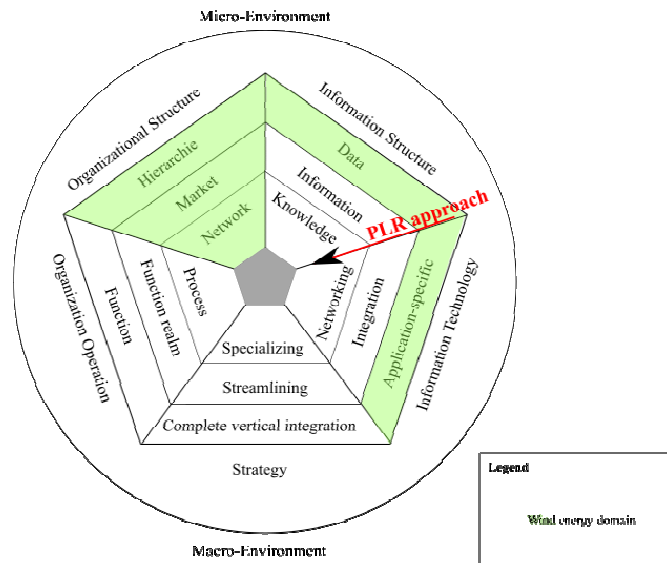 Micro-Environment
Organizational Structure
Information Structure
Hierarchie
Market
Network
Data
Information
Knowledge
PLR approach
Organization Operation
Function
Function realm
Process
Networking
Integration
Application-specific
Information Technology
Specializing
Streamlining
Complete vertical integration
Strategy
Macro-Environment
Legend
Wind energy domain